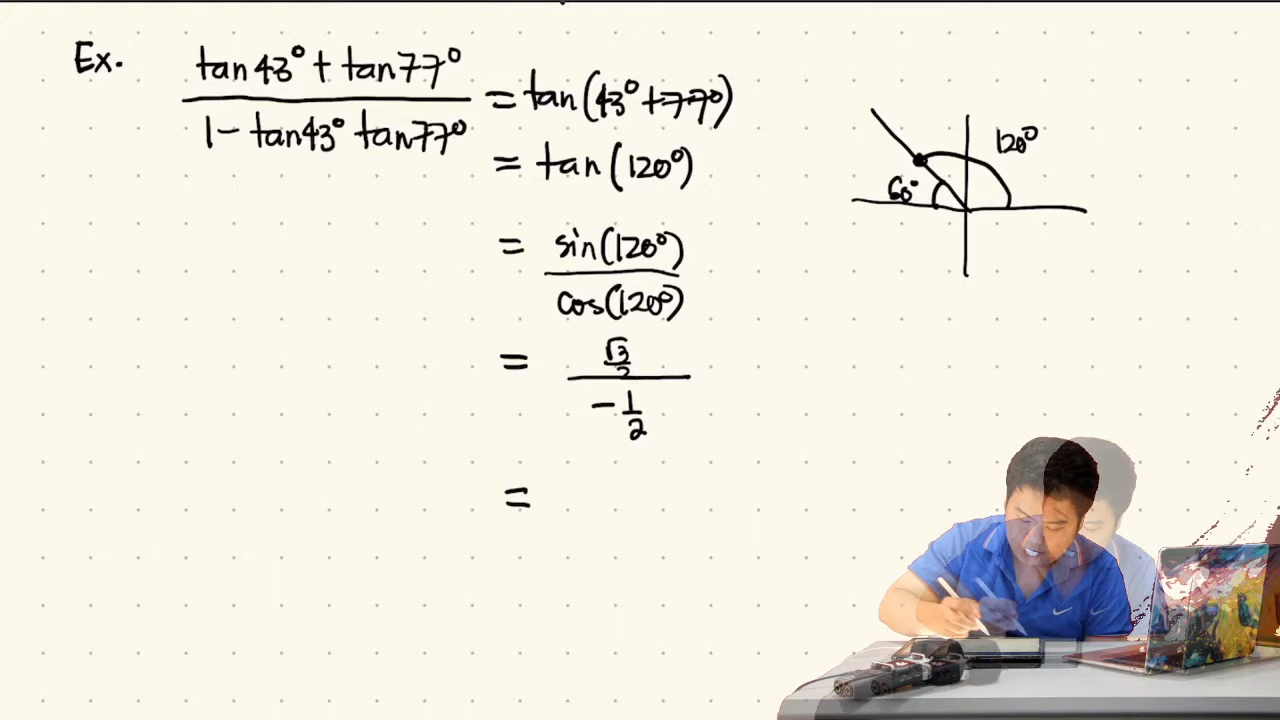 Ex. (tan43° + tan77°) / (1 - tan43° tan77°) = tan(43° + 77°)
= tan(120°)
= sin(120°) / cos(120°)
= (√3/2) / (-1/2)
=
120°
60°